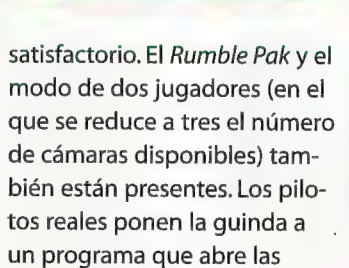 satisfactorio. El Rumble Pak y el
modo de dos jugadores (en el
que se reduce a tres el número
de cámaras disponibles) tam-
bién están presentes. Los pilo-
tos reales ponen la guinda a
un programa que abre las